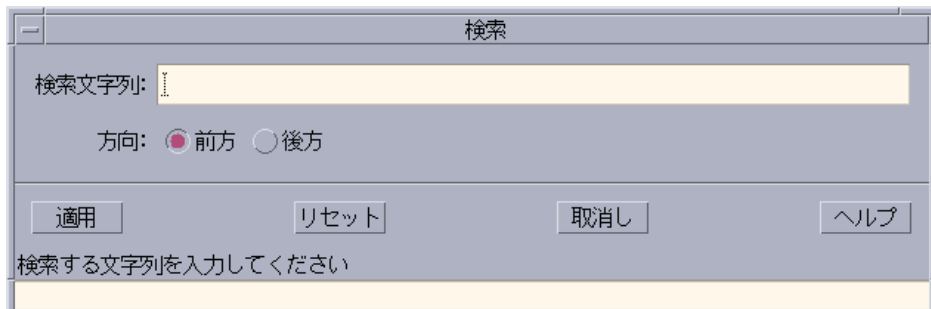 検索
検索文字列:
方向: 前方 後方
適用 リセット 取消し ヘルプ
検索する文字列を入力してください